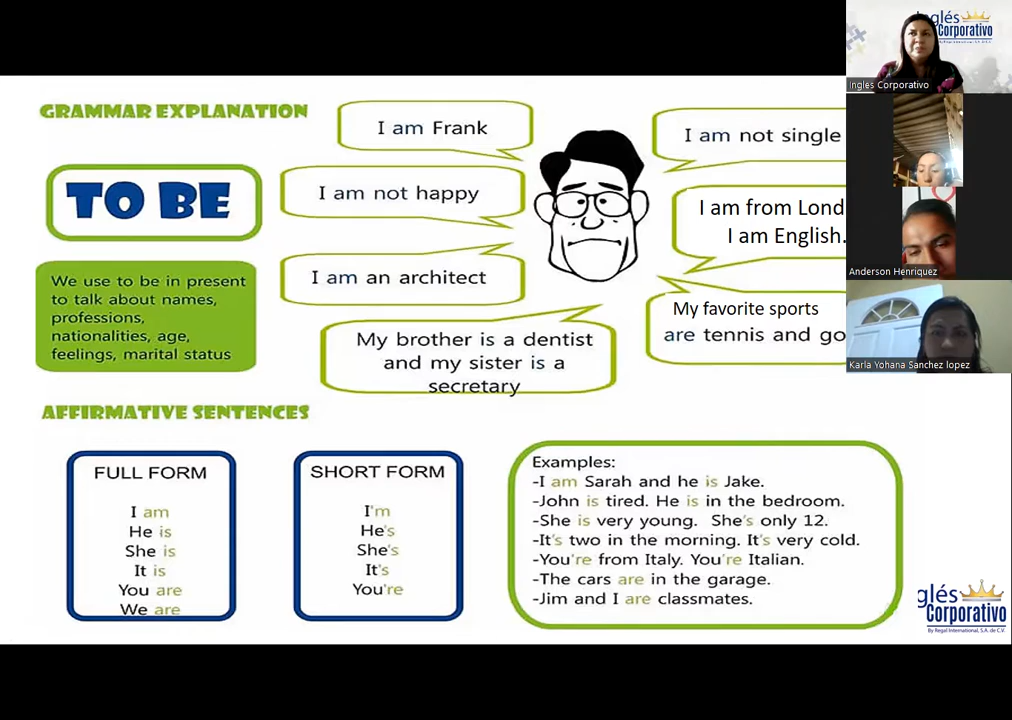 GRAMMAR EXPLANATION
TO BE
We use to be in present
to talk about names,
professions,
nationalities, age,
feelings, marital status
I am Frank
I am not happy
I am an architect
My brother is a dentist
and my sister is a
secretary
I am not single
I am from Lond
I am English.
My favorite sports
are tennis and go
AFFIRMATIVE SENTENCES
FULL FORM
I am
He is
She is
It is
You are
We are
SHORT FORM
I'm
He's
She's
It's
You're
Examples:
-I am Sarah and he is Jake.
-John is tired. He is in the bedroom.
-She is very young. She's only 12.
-It's two in the morning. It's very cold.
-You're from Italy. You're Italian.
-The cars are in the garage.
-Jim and I are classmates.
glés
Corporativo
By Regal International, S.A. de C.V.
Inglés
Corporativo
Ingles Corporativo
Anderson Henriquez
Karla Yohana Sanchez lopez